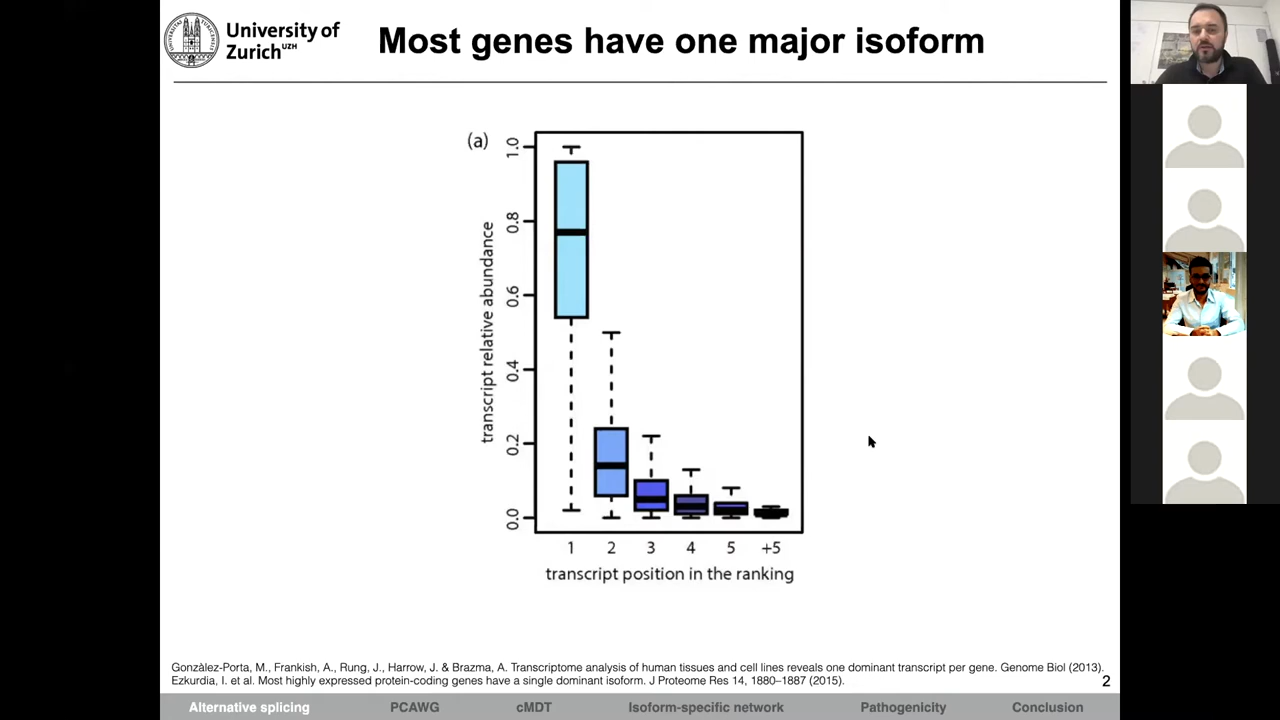 University of
Zurich UZH
Most genes have one major isoform
(a)
transcript relative abundance
1.0
0.8
0.6
0.4
0.2
0.0
1 2 3 4 5 +5
transcript position in the ranking
Gonzàlez-Porta, M., Frankish, A., Rung, J., Harrow, J. & Brazma, A. Transcriptome analysis of human tissues and cell lines reveals one dominant transcript per gene. Genome Biol (2013).
Ezkurdia, I. et al. Most highly expressed protein-coding genes have a single dominant isoform. J Proteome Res 14, 1880–1887 (2015).
2
Alternative splicing PCAWG cMDT Isoform-specific network Pathogenicity Conclusion